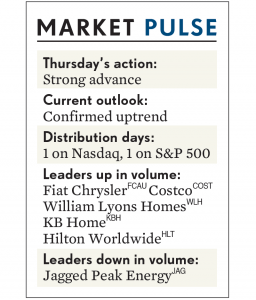 MARKET PULSE
Thursday's action:
Strong advance
Current outlook:
Confirmed uptrend
Distribution days:
1 on Nasdaq, 1 on S&P 500
Leaders up in volume:
Fiat Chrysler FCAU Costco COST
William Lyons Homes WLH
KB Home KBH
Hilton Worldwide HLT
Leaders down in volume:
Jagged Peak Energy JAG